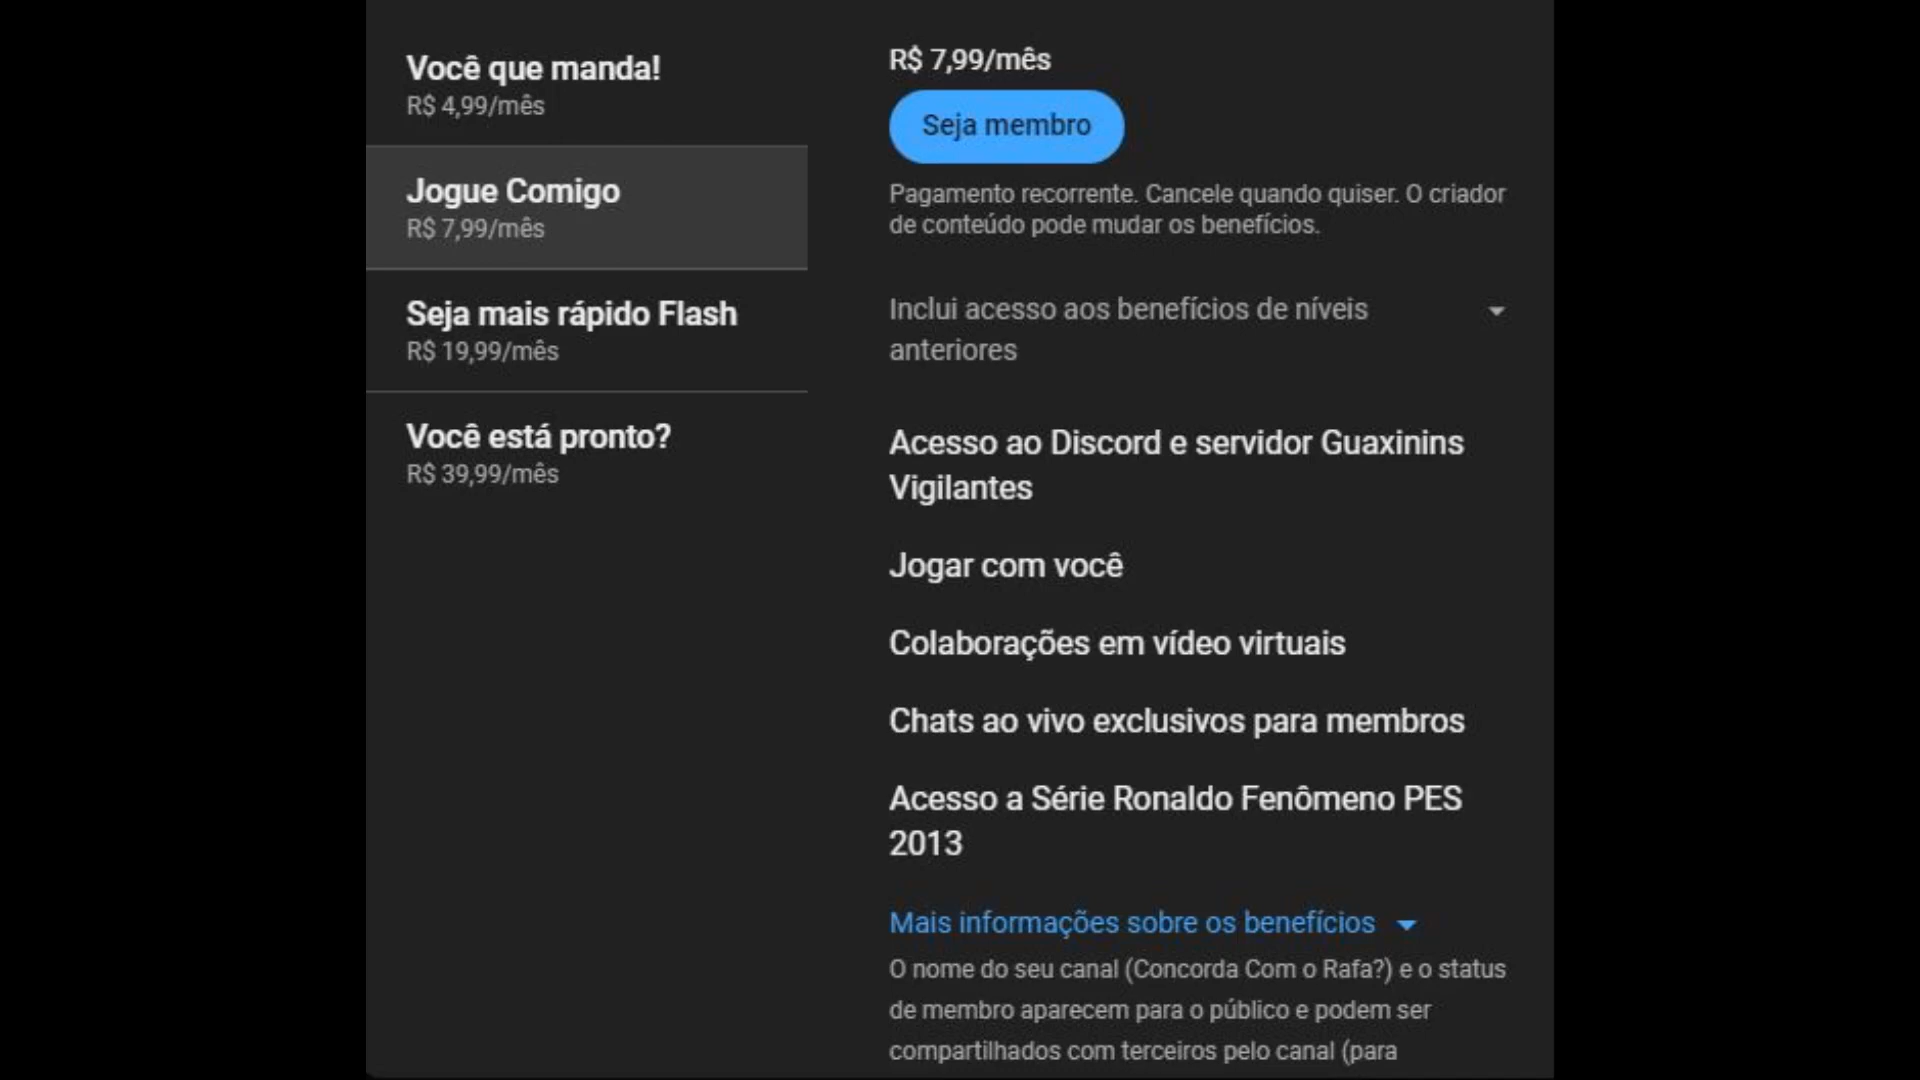 Você que manda!
R$ 4,99/mês
Jogue Comigo
R$ 7,99/mês
Seja mais rápido Flash
R$ 19,99/mês
Você está pronto?
R$ 39,99/mês
R$ 7,99/mês
Seja membro
Pagamento recorrente. Cancele quando quiser. O criador
de conteúdo pode mudar os benefícios.
Inclui acesso aos benefícios de níveis
anteriores
Acesso ao Discord e servidor Guaxinins
Vigilantes
Jogar com você
Colaborações em vídeo virtuais
Chats ao vivo exclusivos para membros
Acesso a Série Ronaldo Fenômeno PES
2013
Mais informações sobre os benefícios
O nome do seu canal (Concorda Com o Rafa?) e o status
de membro aparecem para o público e podem ser
compartilhados com terceiros pelo canal (para